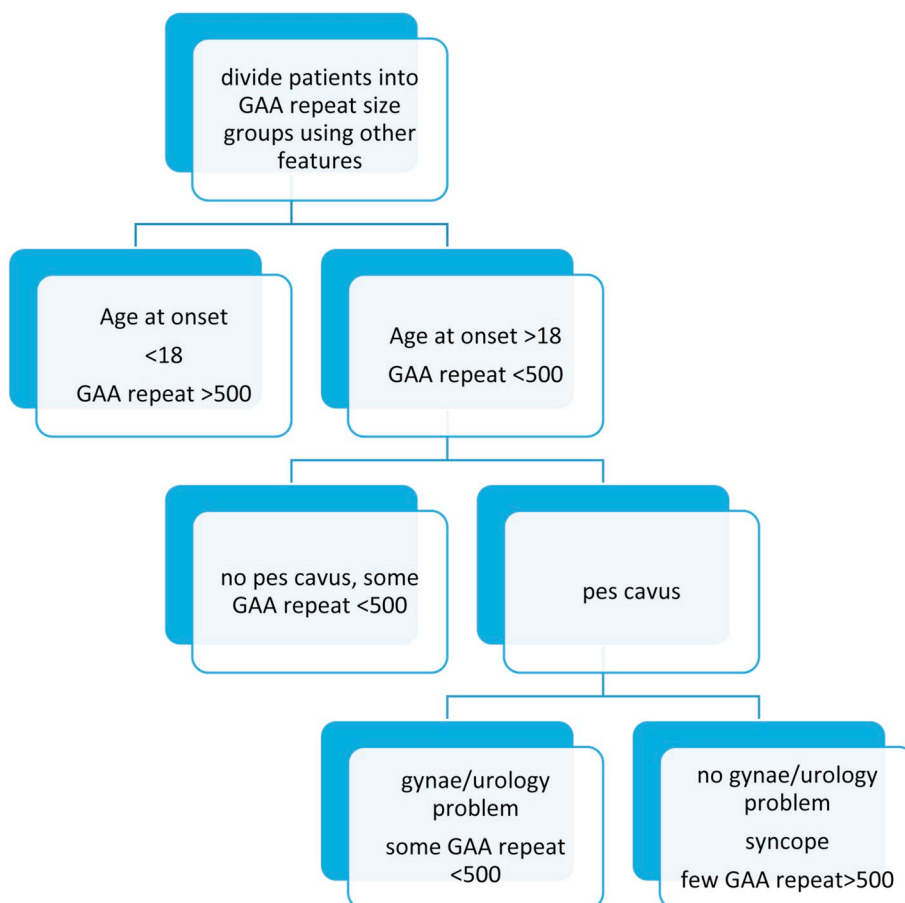 divide patients into
GAA repeat size
groups using other
features
Age at onset
<18
GAA repeat >500
Age at onset >18
GAA repeat <500
no pes cavus, some
GAA repeat <500
pes cavus
gynae/urology
problem
some GAA repeat
<500
no gynae/urology
problem
syncope
few GAA repeat>500